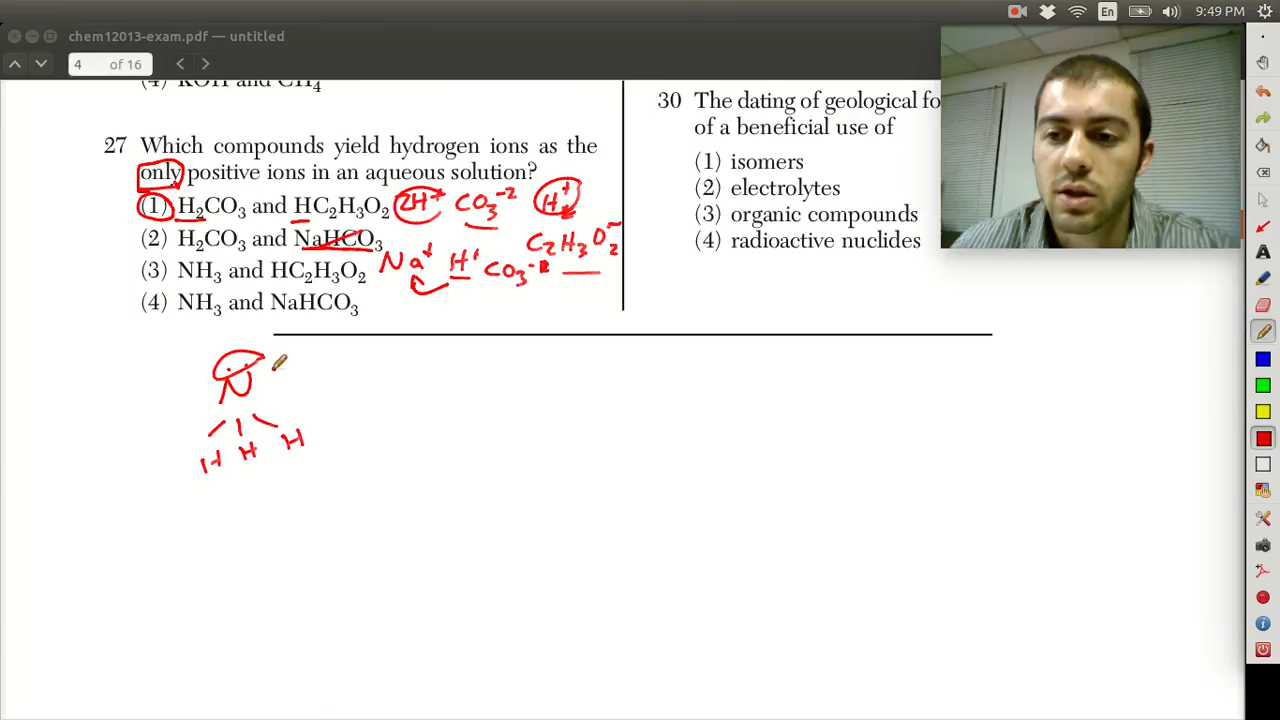 En 9:49 PM
chem12013-exam.pdf — untitled
4 of 16
(4) KOH and CH4
27 Which compounds yield hydrogen ions as the
only positive ions in an aqueous solution?
(1) H2CO3 and HC2H3O2
(2) H2CO3 and NaHCO3
(3) NH3 and HC2H3O2
(4) NH3 and NaHCO3
2H+ CO3-2 H+
C2H3O2-
Na+ H+ CO3-2
N
H H H
30 The dating of geological fo
of a beneficial use of
(1) isomers
(2) electrolytes
(3) organic compounds
(4) radioactive nuclides
A